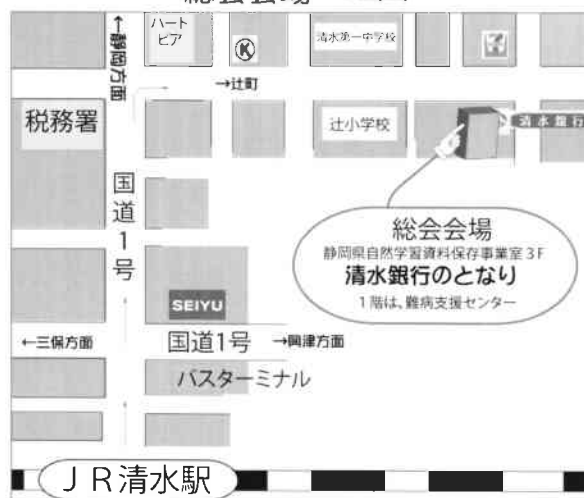 ←静岡方面
ハート
ピア
K
清水第一中学校
→辻町
税務署
辻小学校
清水銀行
国道1号
総会会場
静岡県自然学習資料保存事業室3F
清水銀行のとなり
1階は、難病支援センター
SEIYU
←三保方面
国道1号
→興津方面
バスターミナル
JR清水駅